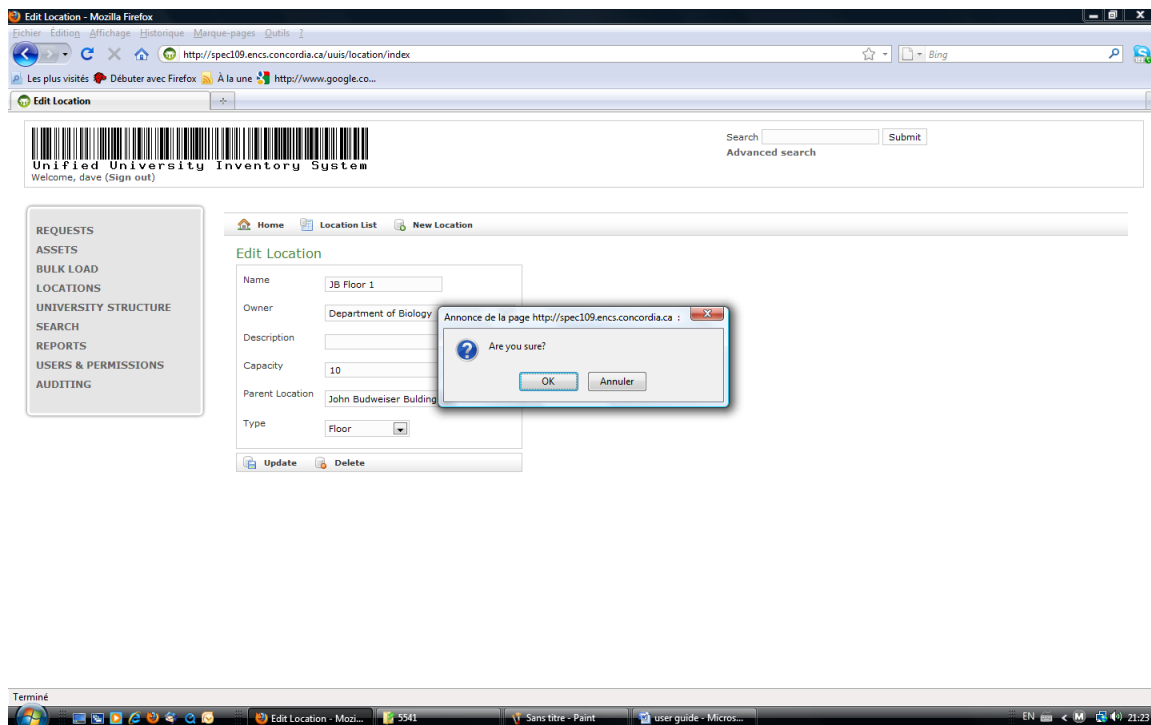 Edit Location - Mozilla Firefox
Fichier Édition Affichage Historique Marque-pages Outils ?
http://spec109.encs.concordia.ca/uuis/location/index
Bing
Les plus visités Débuter avec Firefox À la une http://www.google.co...
Edit Location
Unified University Inventory System
Welcome, dave (Sign out)
Search Submit
Advanced search
REQUESTS
ASSETS
BULK LOAD
LOCATIONS
UNIVERSITY STRUCTURE
SEARCH
REPORTS
USERS & PERMISSIONS
AUDITING
Home Location List New Location
Edit Location
Name JB Floor 1
Owner Department of Biology
Description
Capacity 10
Parent Location John Budweiser Bulding
Type Floor
Update Delete
Annonce de la page http://spec109.encs.concordia.ca :
Are you sure?
OK Annuler
Terminé
Edit Location - Mozi... 5541 Sans titre - Paint user guide - Micros... EN 21:23